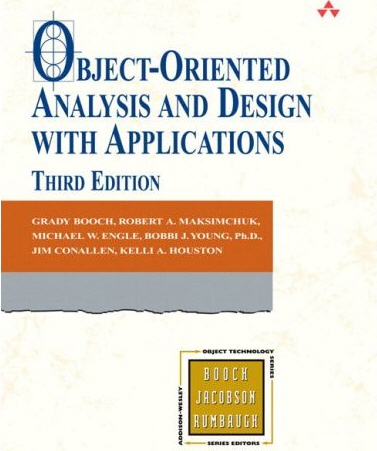 OBJECT-ORIENTED
ANALYSIS AND DESIGN
WITH APPLICATIONS
THIRD EDITION
GRADY BOOCH, ROBERT A. MAKSIMCHUK,
MICHAEL W. ENGLE, BOBBI J. YOUNG, Ph.D.,
JIM CONALLEN, KELLI A. HOUSTON
OBJECT TECHNOLOGY
SERIES
BOOCH
JACOBSON
RUMBAUGH
ADDISON-WESLEY
SERIES EDITORS